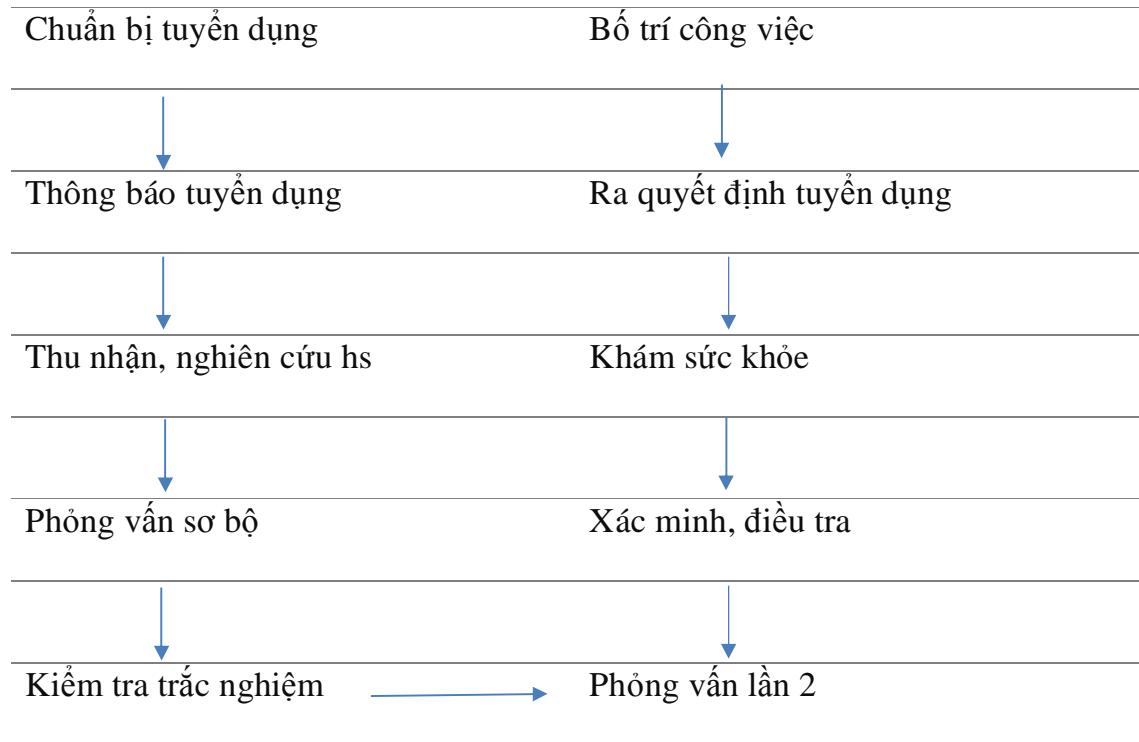 Chuẩn bị tuyển dụng
Bố trí công việc
Thông báo tuyển dụng
Ra quyết định tuyển dụng
Thu nhận, nghiên cứu hs
Khám sức khỏe
Phỏng vấn sơ bộ
Xác minh, điều tra
Kiểm tra trắc nghiệm
Phỏng vấn lần 2